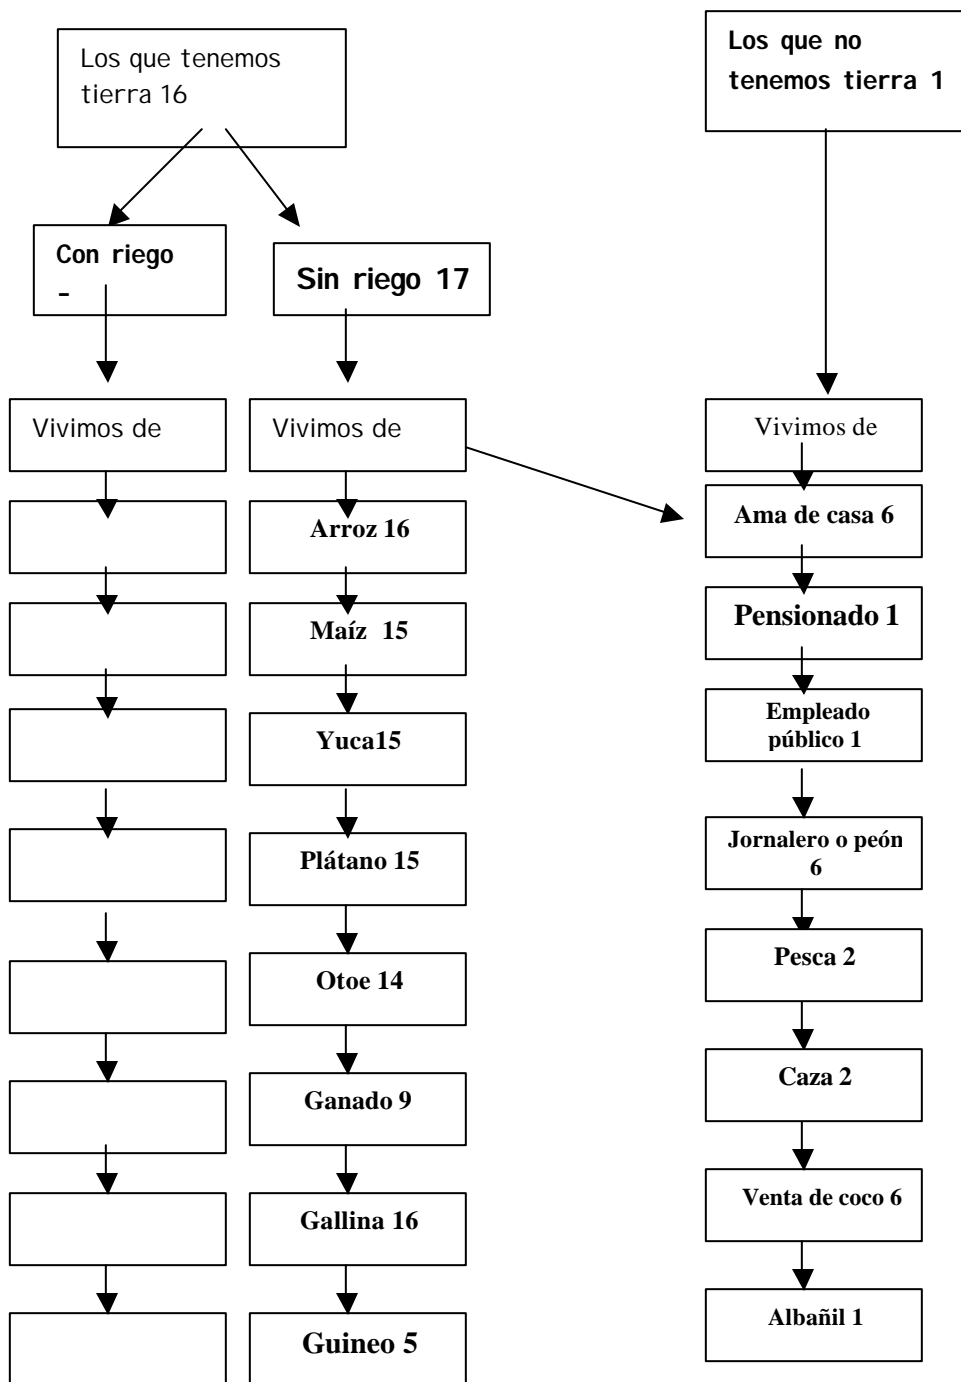 Los que tenemos
tierra 16
Los que no
tenemos tierra 1
Con riego
-
Sin riego 17
Vivimos de
Vivimos de
Vivimos de
Arroz 16
Maíz 15
Yuca15
Plátano 15
Otoe 14
Ganado 9
Gallina 16
Guineo 5
Ama de casa 6
Pensionado 1
Empleado
público 1
Jornalero o peón
6
Pesca 2
Caza 2
Venta de coco 6
Albañil 1